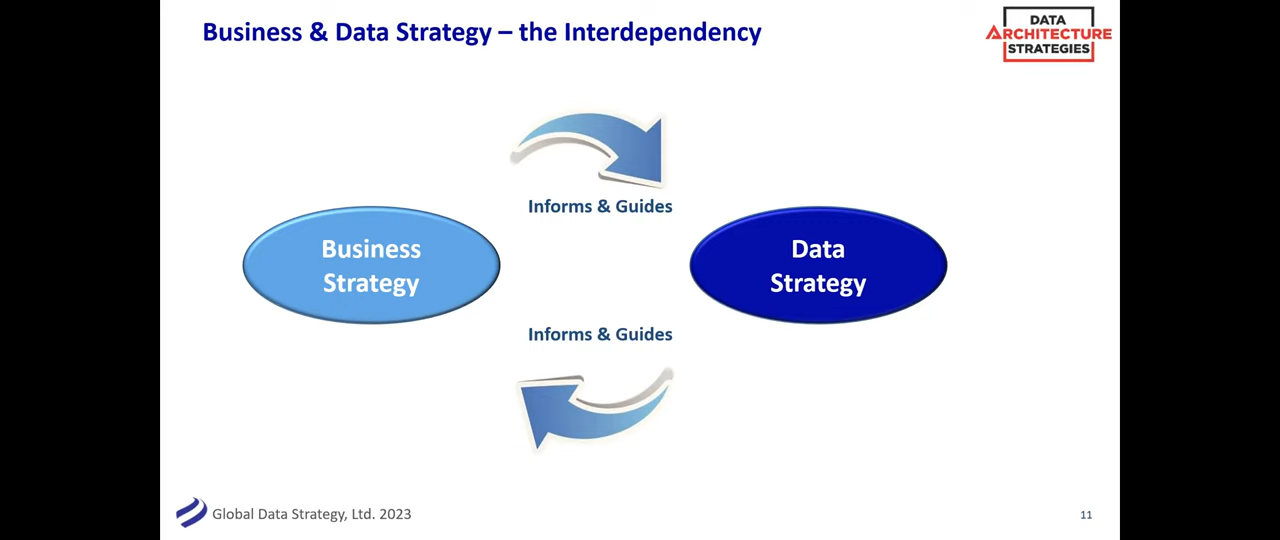 Business & Data Strategy – the Interdependency
DATA
ARCHITECTURE
STRATEGIES
Informs & Guides
Business
Strategy
Data
Strategy
Informs & Guides
Global Data Strategy, Ltd. 2023
11